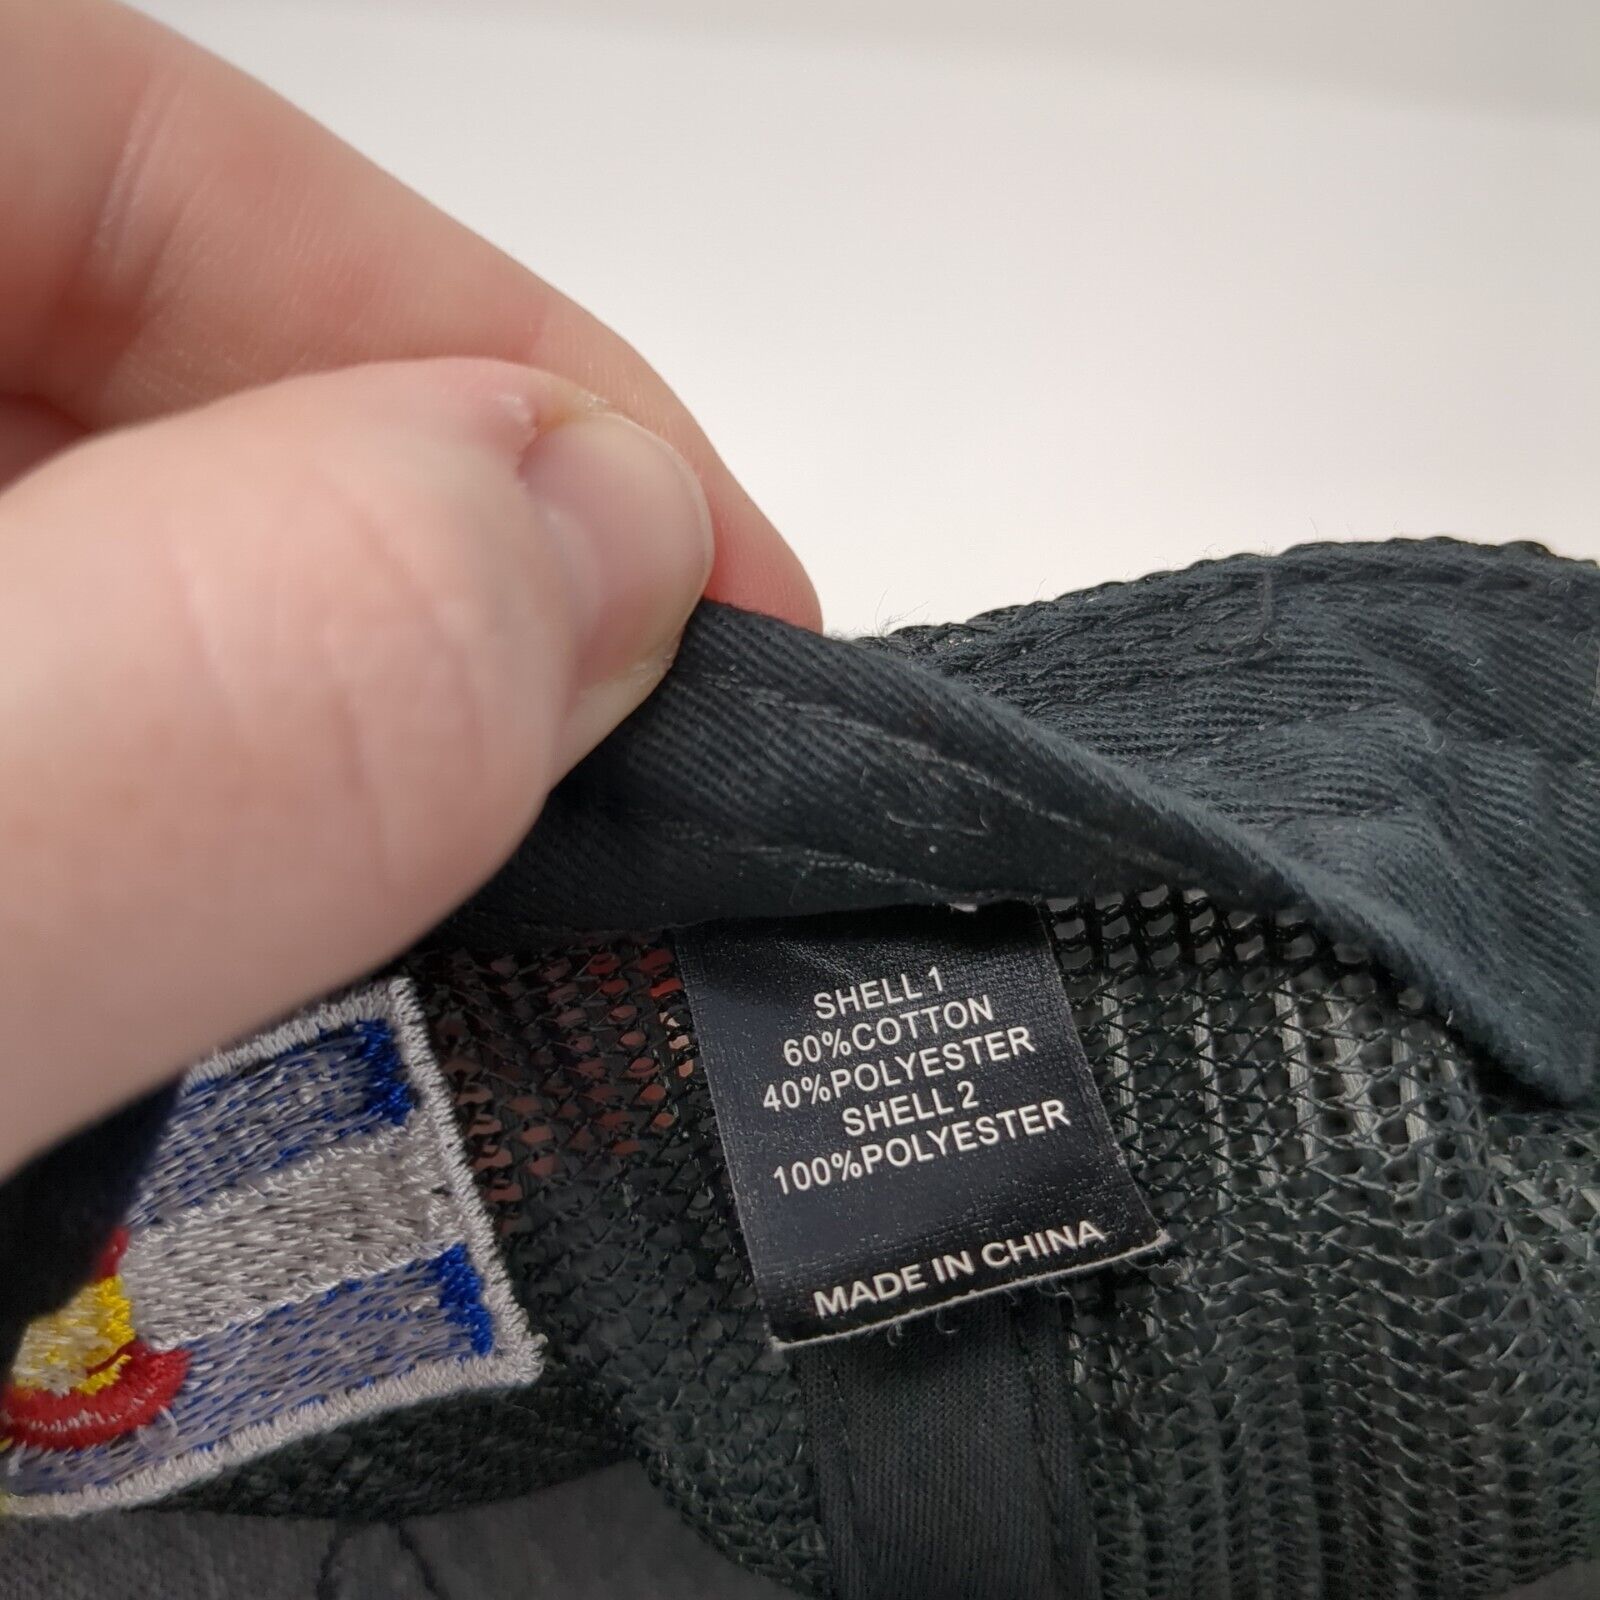 SHELL 1
60%COTTON
40%POLYESTER
SHELL 2
100%POLYESTER
MADE IN CHINA